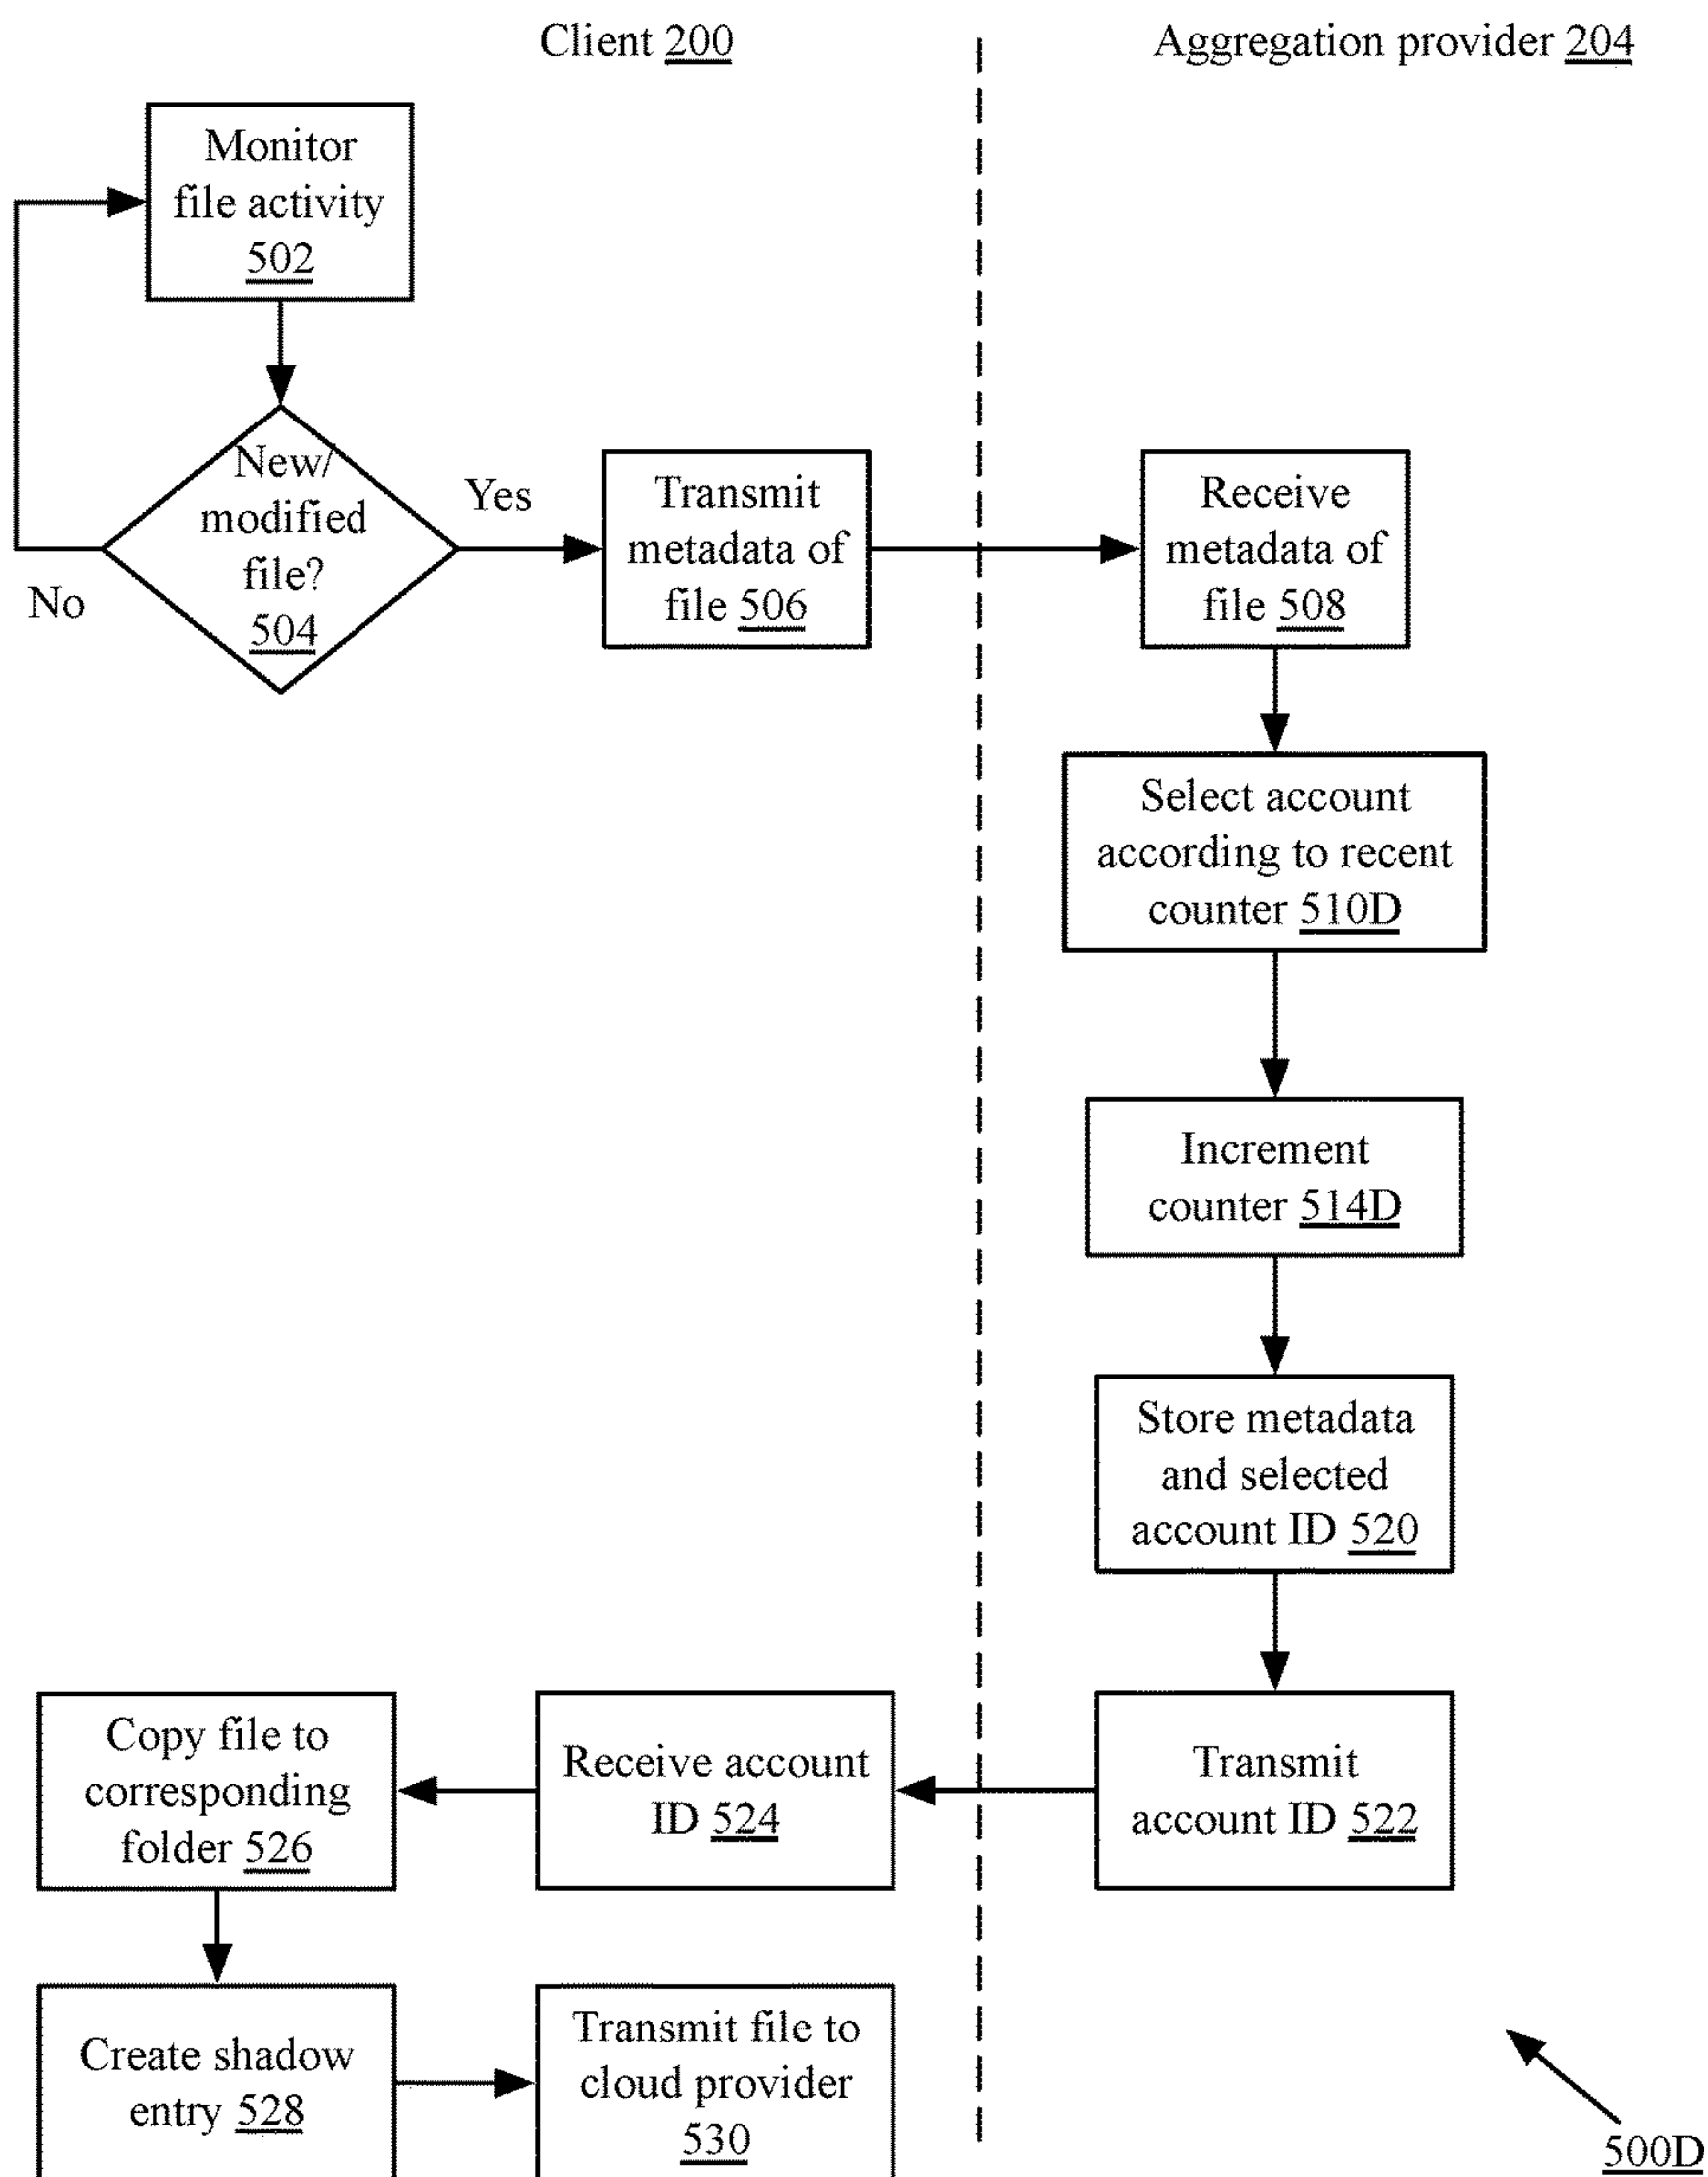 Client 200
Aggregation provider 204
Monitor
file activity
502
New/
modified
file?
504
Yes
No
Transmit
metadata of
file 506
Receive
metadata of
file 508
Select account
according to recent
counter 510D
Increment
counter 514D
Store metadata
and selected
account ID 520
Transmit
account ID 522
Receive account
ID 524
Copy file to
corresponding
folder 526
Create shadow
entry 528
Transmit file to
cloud provider
530
500D